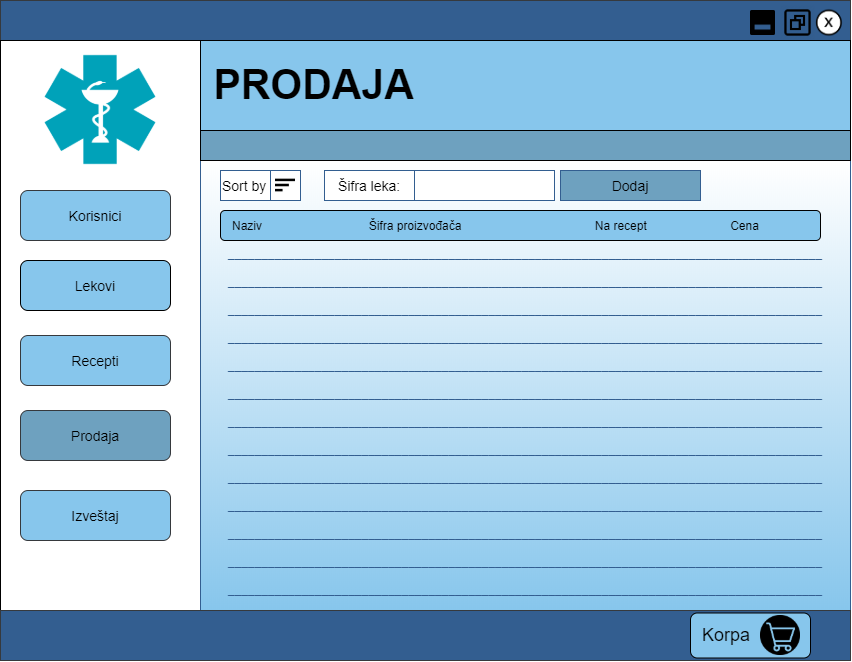 X
PRODAJA
Sort by
Šifra leka:
Dodaj
Naziv
Šifra proizvođača
Na recept
Cena
Korisnici
Lekovi
Recepti
Prodaja
Izveštaj
Korpa